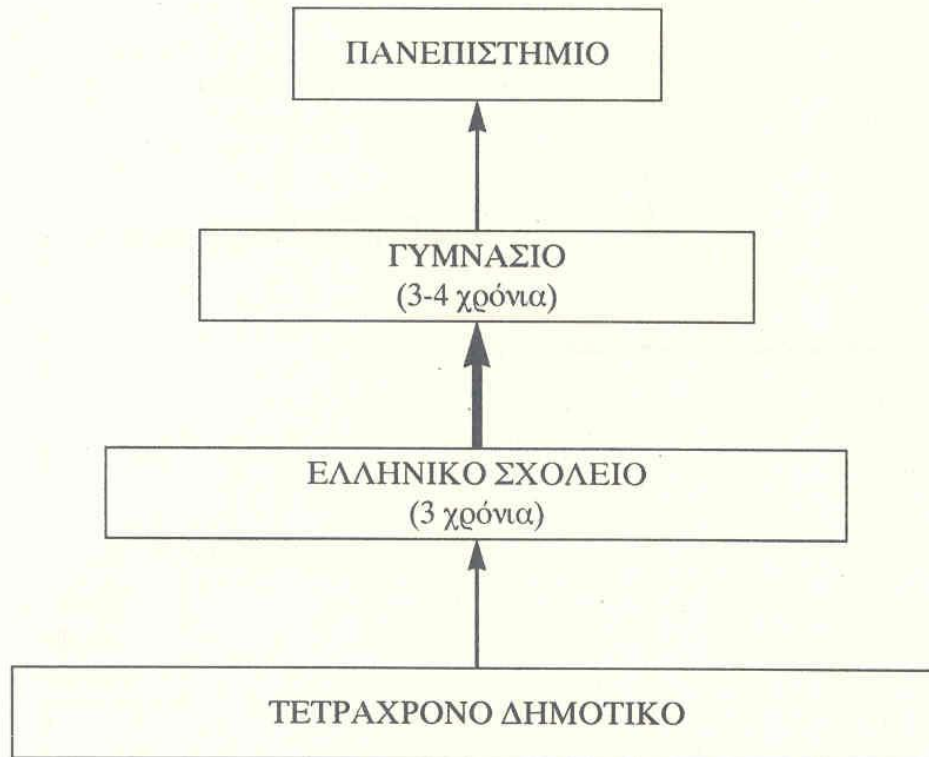 ΠΑΝΕΠΙΣΤΗΜΙΟ
ΓΥΜΝΑΣΙΟ
(3-4 χρόνια)
ΕΛΛΗΝΙΚΟ ΣΧΟΛΕΙΟ
(3 χρόνια)
ΤΕΤΡΑΧΡΟΝΟ ΔΗΜΟΤΙΚΟ